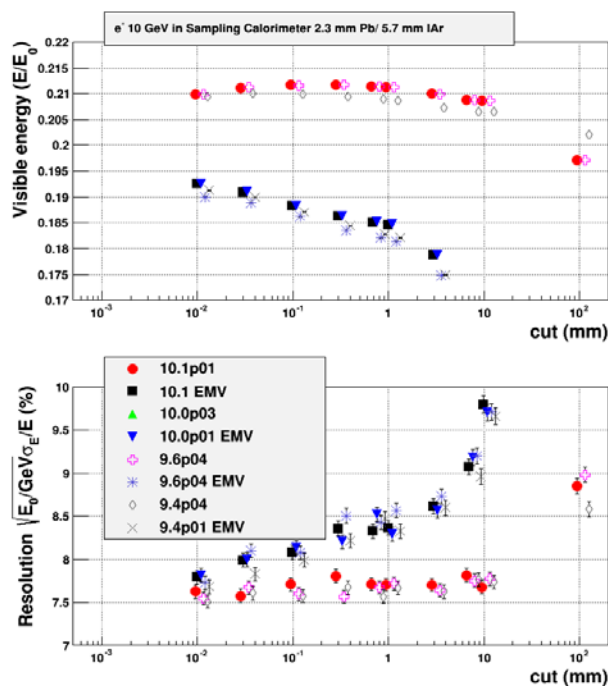 e⁻ 10 GeV in Sampling Calorimeter 2.3 mm Pb/ 5.7 mm lAr
Visible energy (E/E₀)
0.22
0.215
0.21
0.205
0.2
0.195
0.19
0.185
0.18
0.175
0.17
10⁻³ 10⁻² 10⁻¹ 1 10 10²
cut (mm)
Resolution √E₀/GeVσ_E/E (%)
10
9.5
9
8.5
8
7.5
7
10.1p01
10.1 EMV
10.0p03
10.0p01 EMV
9.6p04
9.6p04 EMV
9.4p04
9.4p01 EMV
10⁻³ 10⁻² 10⁻¹ 1 10 10²
cut (mm)